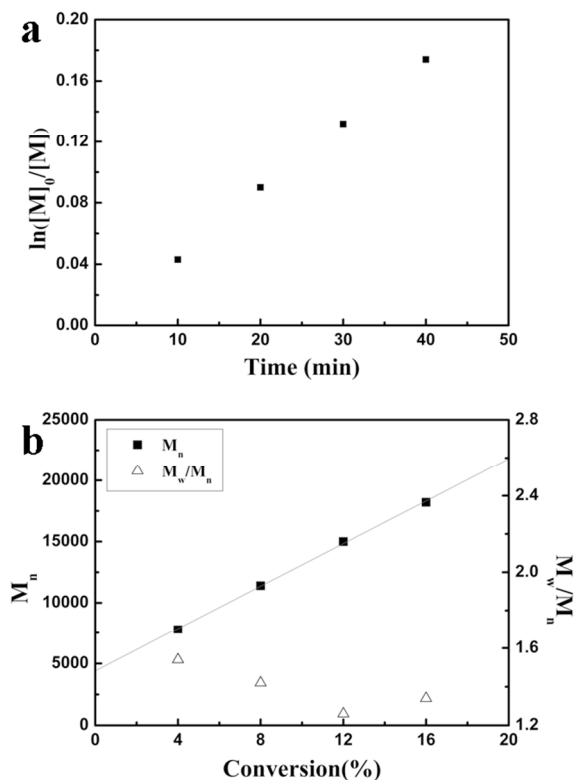 a
0.20
0.16
0.12
0.08
0.04
0.00
ln([M]0/[M])
0 10 20 30 40 50
Time (min)
b
25000
20000
15000
10000
5000
0
Mn
Mn
Mw/Mn
2.8
2.4
2.0
1.6
1.2
Mw/Mn
0 4 8 12 16 20
Conversion(%)